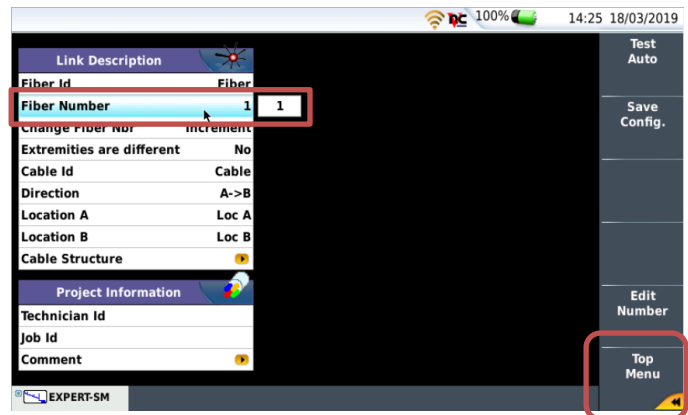 100% 14:25 18/03/2019
Link Description
Fiber Id Fiber
Fiber Number 1 1
Change Fiber Nbr Increment
Extremities are different No
Cable Id Cable
Direction A->B
Location A Loc A
Location B Loc B
Cable Structure
Project Information
Technician Id
Job Id
Comment
Test
Auto
Save
Config.
Edit
Number
Top
Menu
EXPERT-SM